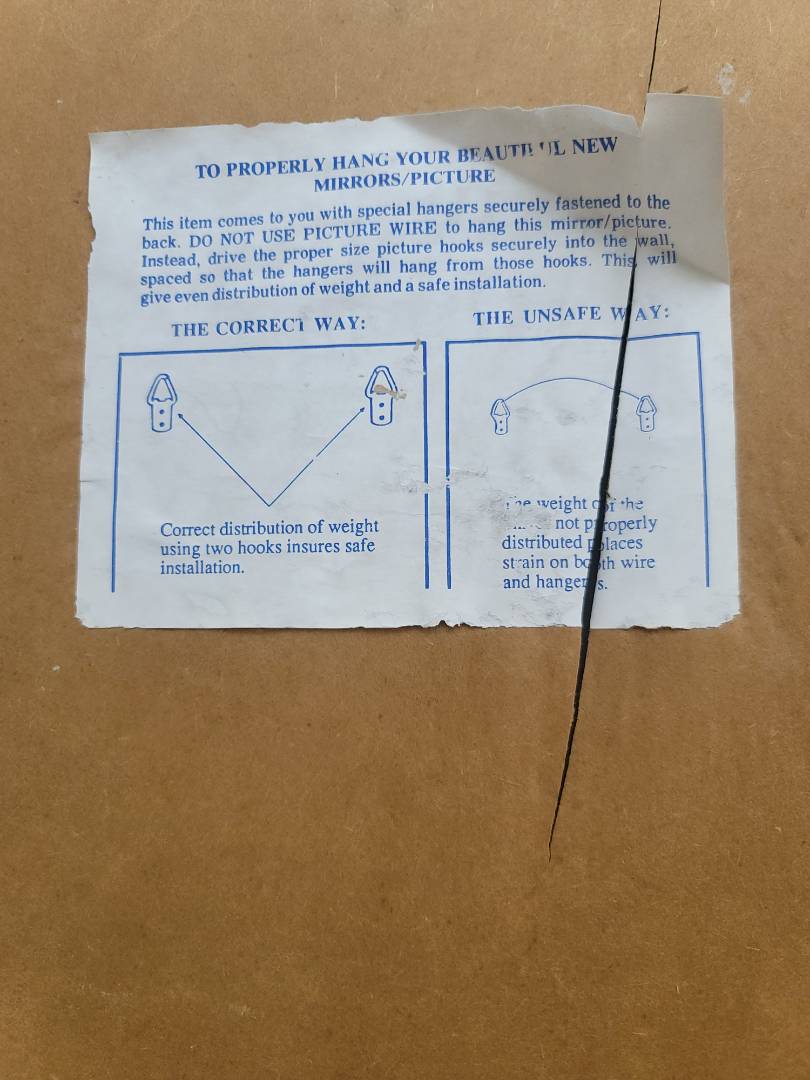 TO PROPERLY HANG YOUR BEAUTIFUL NEW
MIRRORS/PICTURE
This item comes to you with special hangers securely fastened to the
back. DO NOT USE PICTURE WIRE to hang this mirror/picture.
Instead, drive the proper size picture hooks securely into the wall,
spaced so that the hangers will hang from those hooks. This will
give even distribution of weight and a safe installation.
THE CORRECT WAY:
Correct distribution of weight
using two hooks insures safe
installation.
THE UNSAFE WAY:
The weight of the
not properly
distributed places
strain on both wire
and hangers.